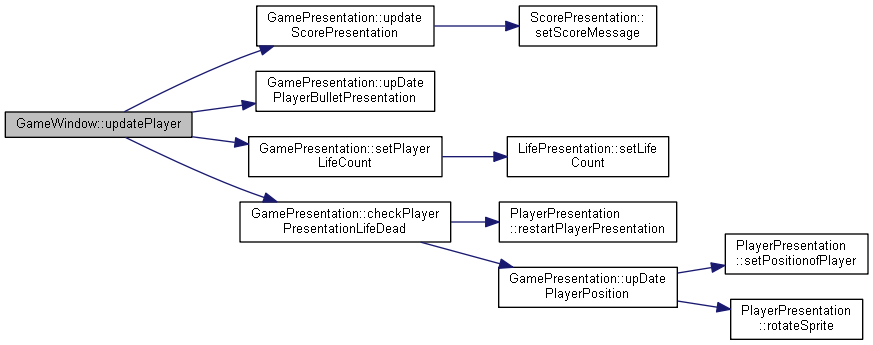 GamePresentation::update
ScorePresentation
ScorePresentation::
setScoreMessage
GamePresentation::upDate
PlayerBulletPresentation
GameWindow::updatePlayer
GamePresentation::setPlayer
LifeCount
LifePresentation::setLife
Count
GamePresentation::checkPlayer
PresentationLifeDead
PlayerPresentation
::restartPlayerPresentation
GamePresentation::upDate
PlayerPosition
PlayerPresentation
::setPositionofPlayer
PlayerPresentation
::rotateSprite